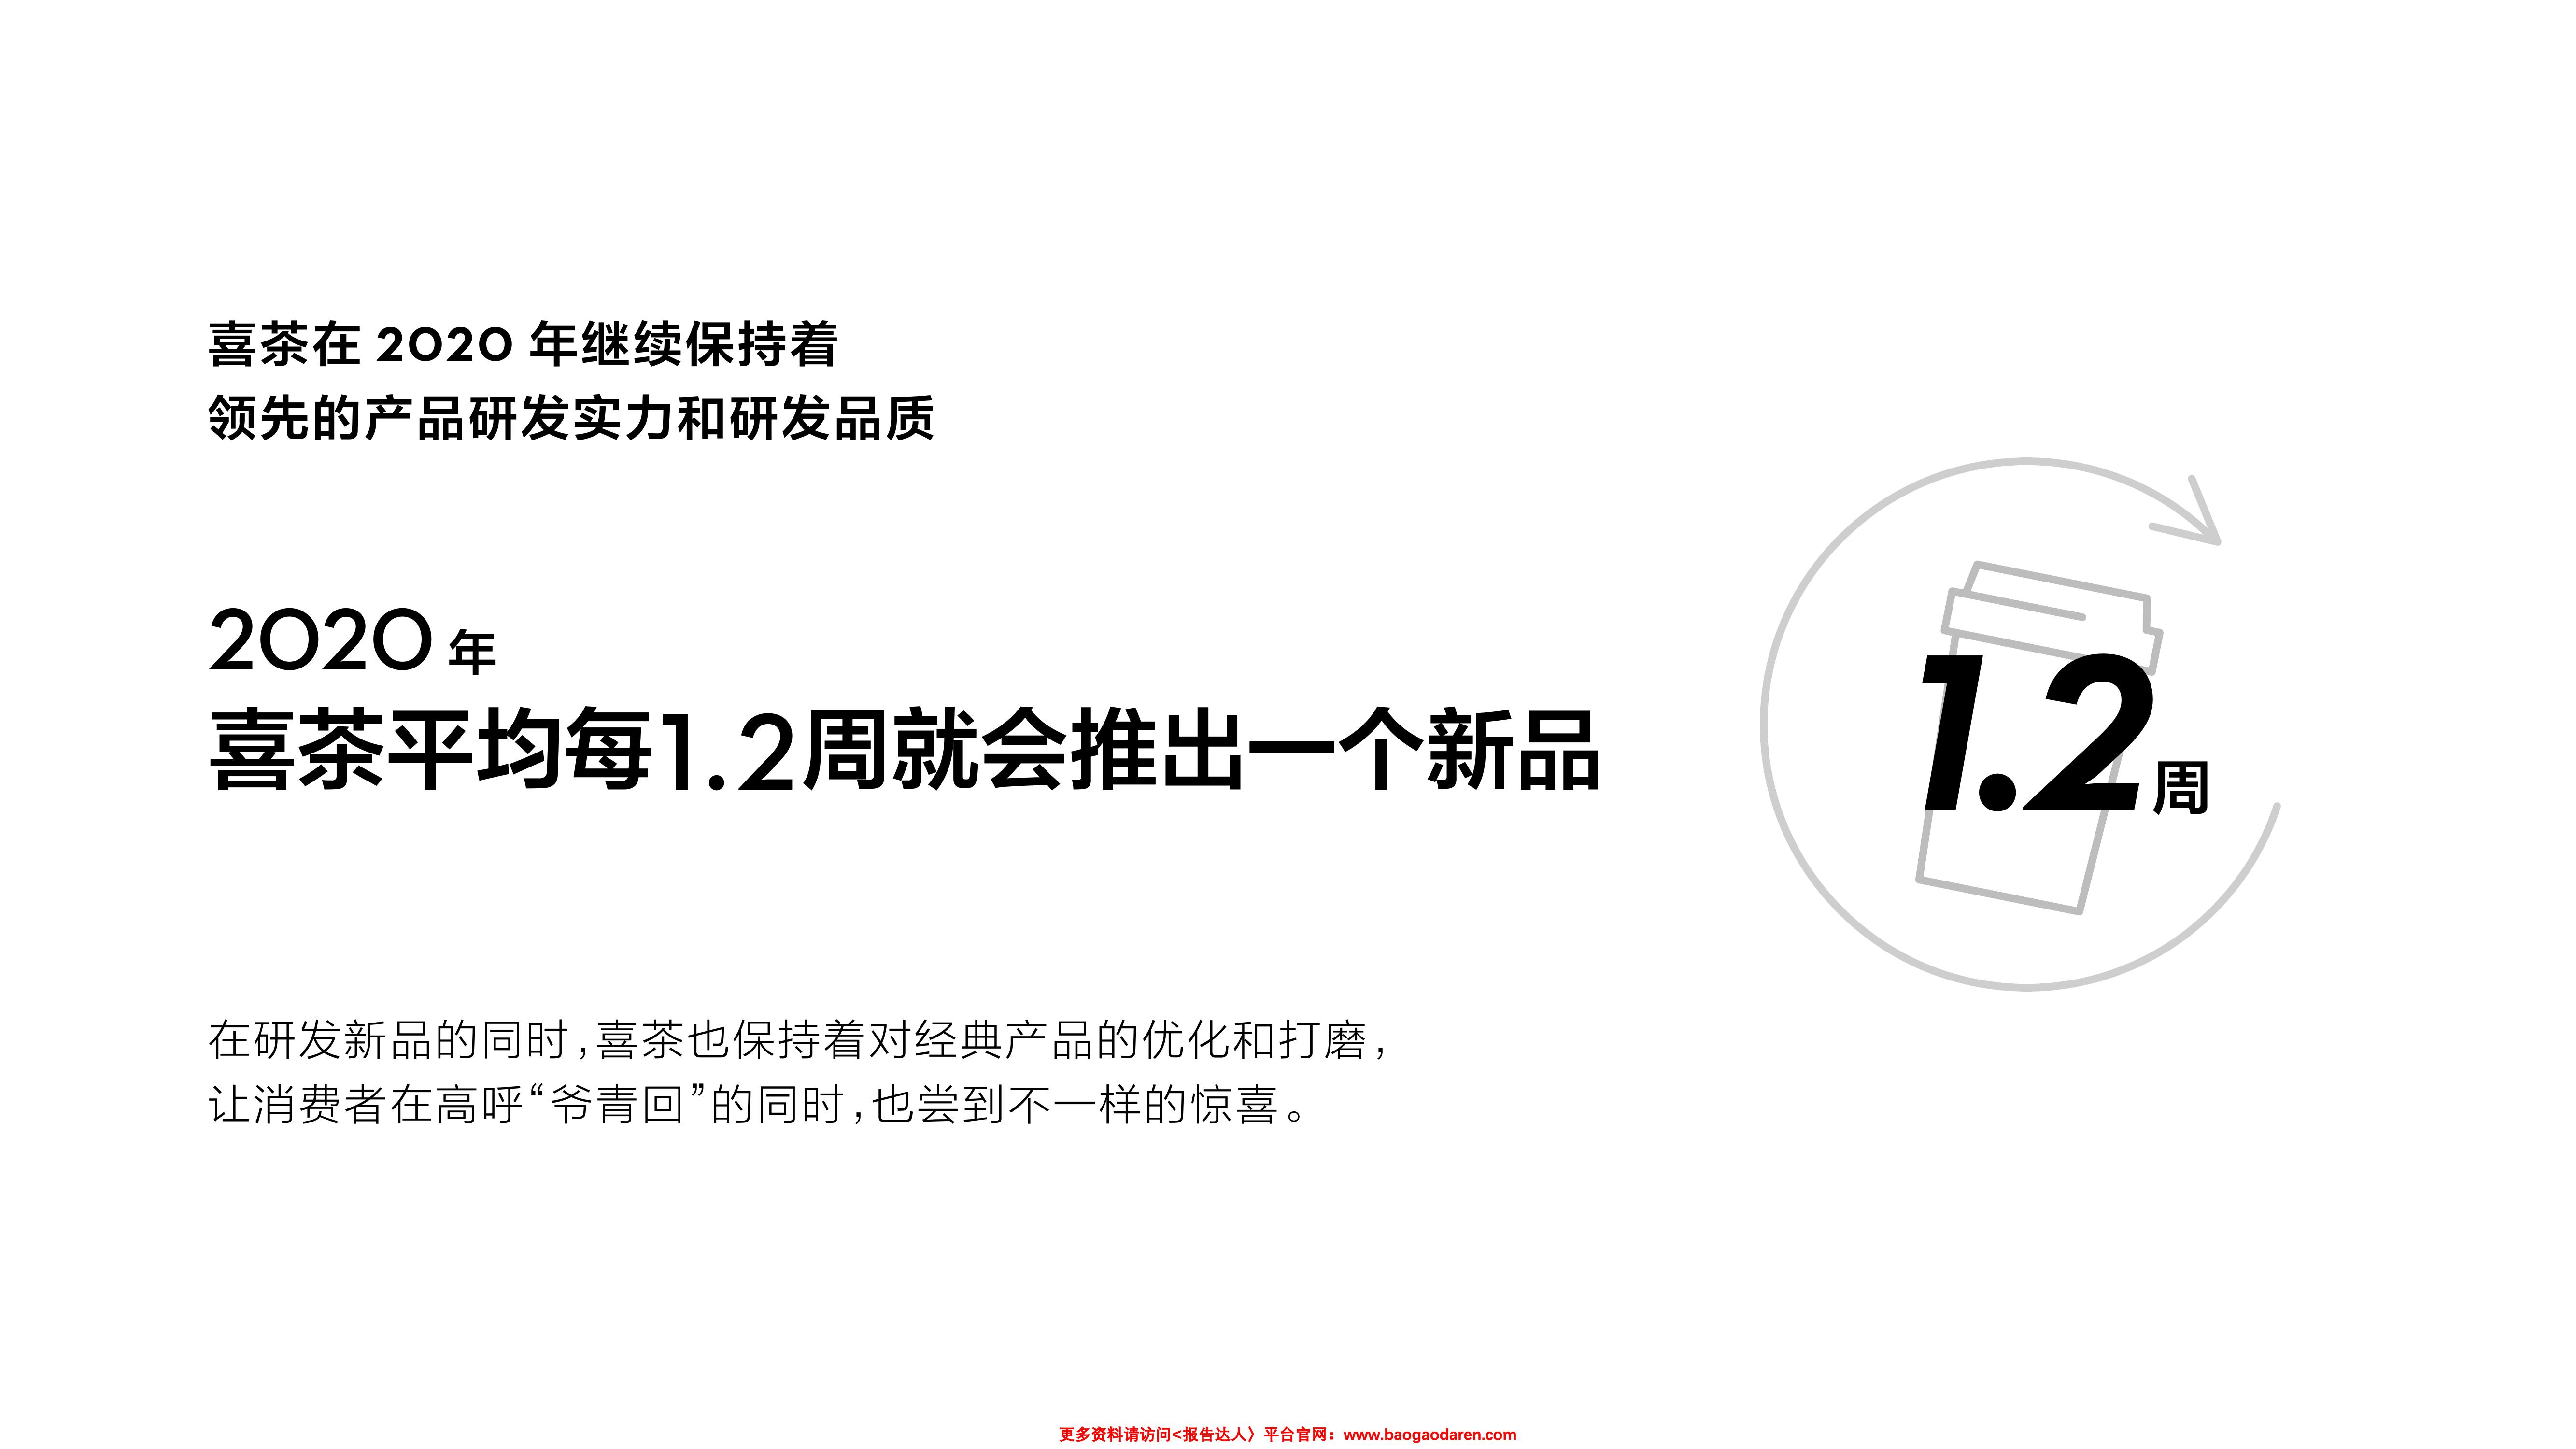 喜茶在 2020 年继续保持着
领先的产品研发实力和研发品质
2020 年
喜茶平均每1.2周就会推出一个新品
1.2周
在研发新品的同时,喜茶也保持着对经典产品的优化和打磨,
让消费者在高呼“爷青回”的同时,也尝到不一样的惊喜。
更多资料请访问<报告达人〉平台官网：www.baogaodaren.com